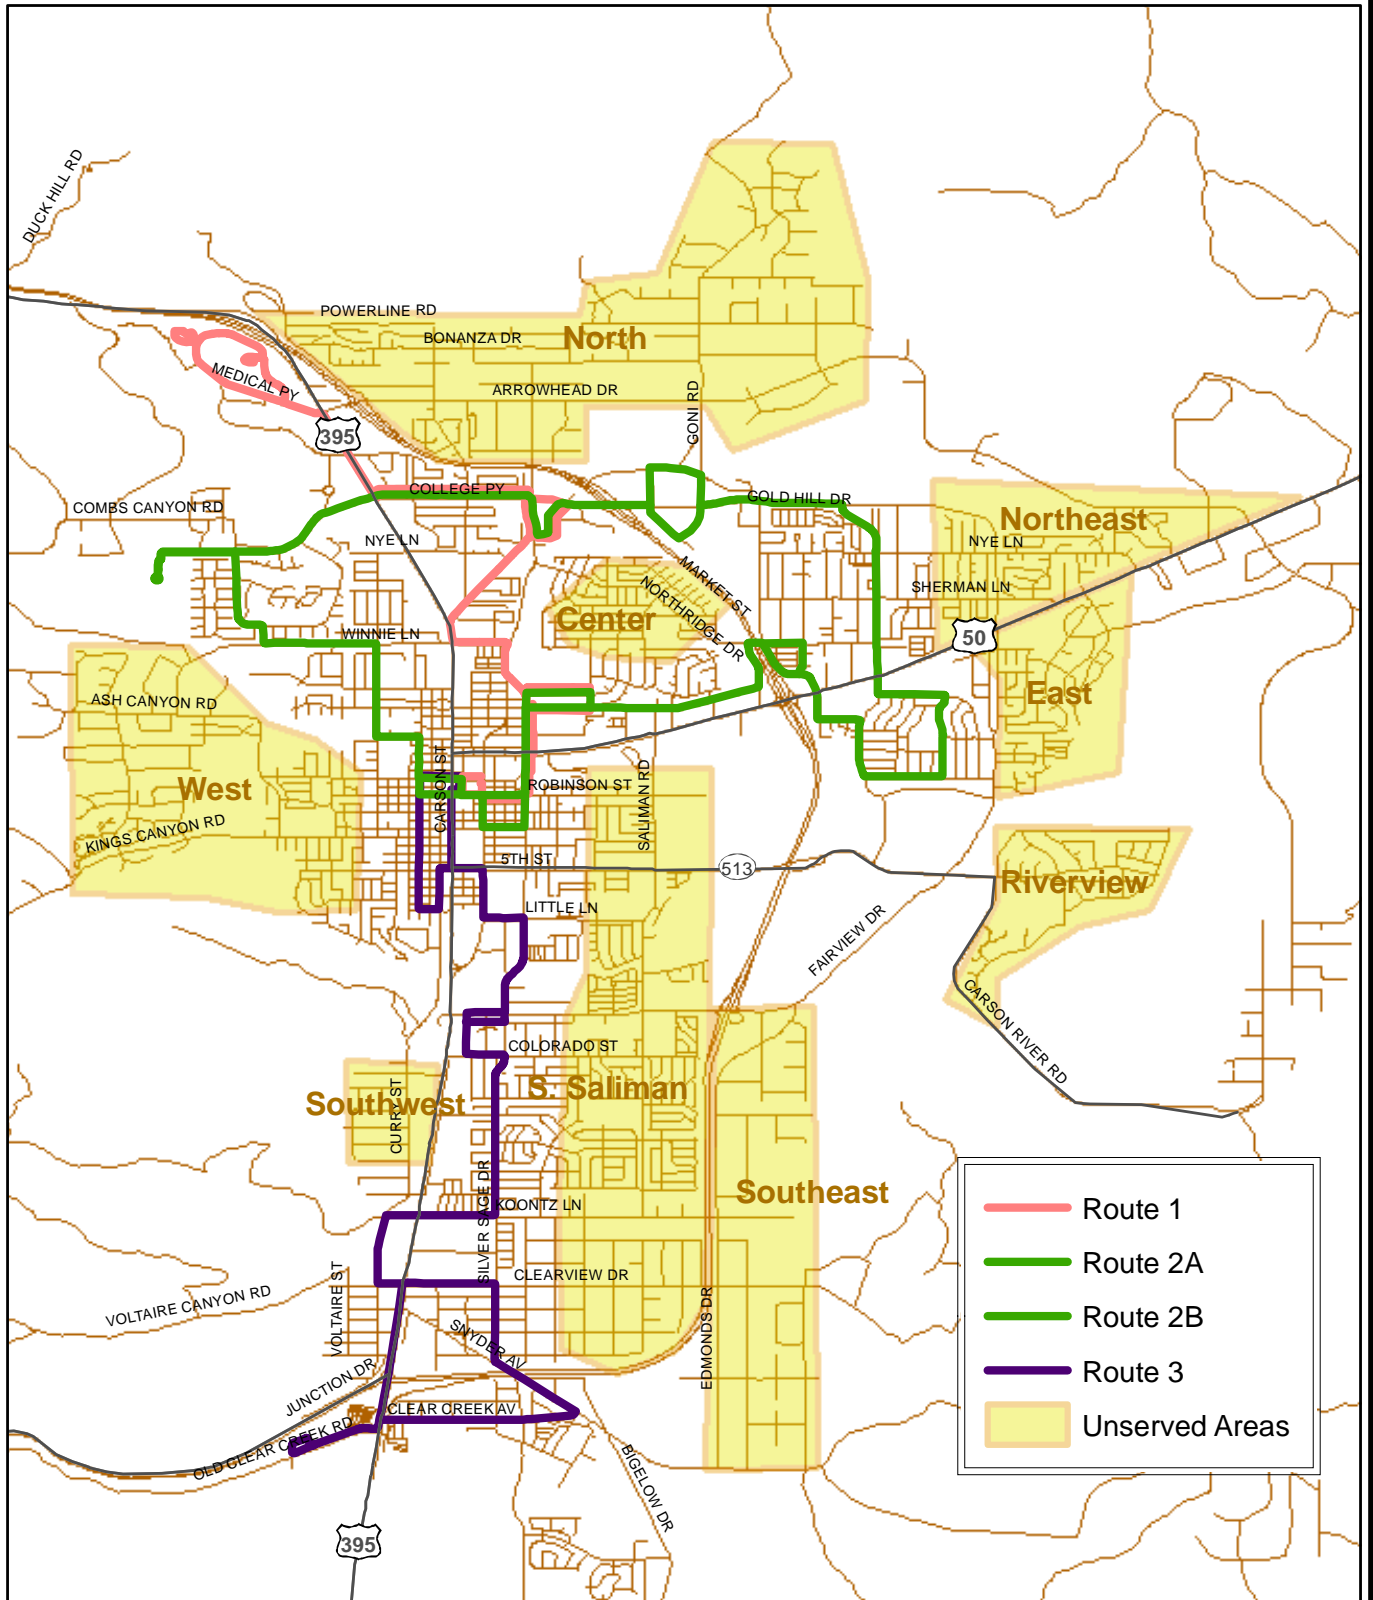 DUCK HILL RD
POWERLINE RD
BONANZA DR
North
MEDICAL PY
ARROWHEAD DR
GONI RD
395
COLLEGE PY
GOLD HILL DR
COMBS CANYON RD
Northeast
NYE LN
NYE LN
MARKET ST
SHERMAN LN
NORTHRIDGE DR
Center
WINNIE LN
50
ASH CANYON RD
East
West
CARSON ST
ROBINSON ST
SALIMAN RD
KINGS CANYON RD
5TH ST
513
Riverview
LITTLE LN
FAIRVIEW DR
CARSON RIVER RD
COLORADO ST
S. Saliman
Southwest
CURRY ST
Southeast
SILVER SAGE DR
KOONTZ LN
CLEARVIEW DR
VOLTAIRE CANYON RD
VOLTAIRE ST
SNYDER AV
EDMONDS DR
JUNCTION DR
CLEAR CREEK AV
OLD CLEAR CREEK RD
BIGELOW DR
395
Route 1
Route 2A
Route 2B
Route 3
Unserved Areas